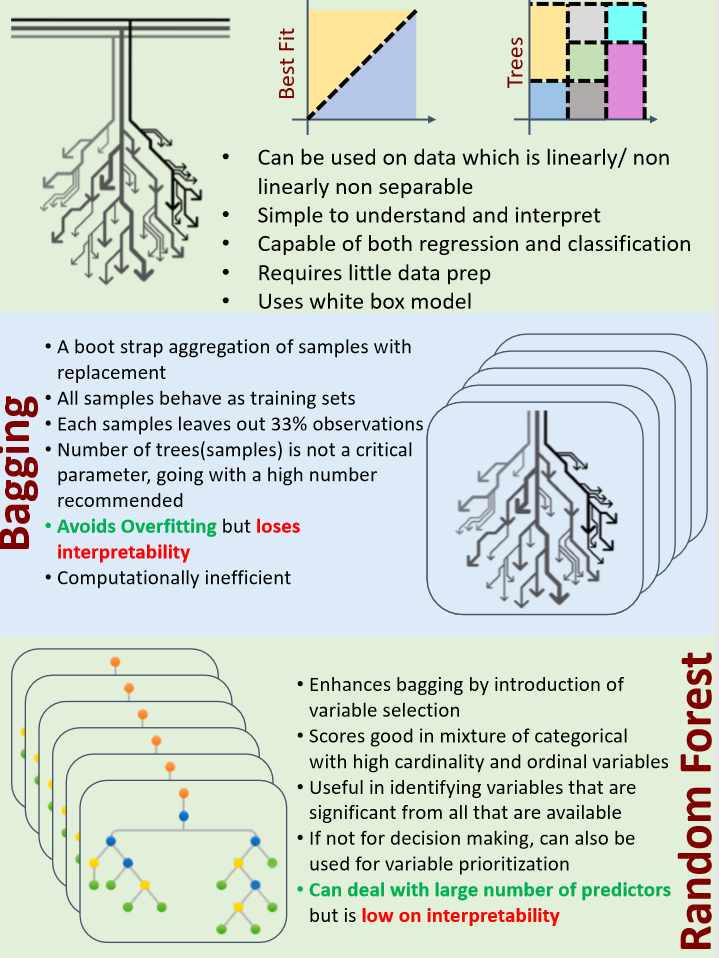 Best Fit
Trees
• Can be used on data which is linearly/ non
linearly non separable
• Simple to understand and interpret
• Capable of both regression and classification
• Requires little data prep
• Uses white box model
Bagging
• A boot strap aggregation of samples with
replacement
• All samples behave as training sets
• Each samples leaves out 33% observations
• Number of trees(samples) is not a critical
parameter, going with a high number
recommended
• Avoids Overfitting but loses
interpretability
• Computationally inefficient
Random Forest
• Enhances bagging by introduction of
variable selection
• Scores good in mixture of categorical
with high cardinality and ordinal variables
• Useful in identifying variables that are
significant from all that are available
• If not for decision making, can also be
used for variable prioritization
• Can deal with large number of predictors
but is low on interpretability